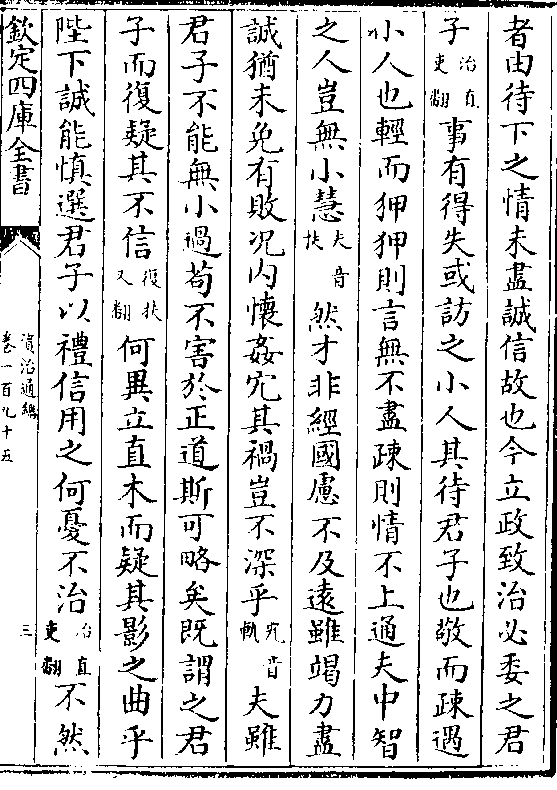 者由待下之情未盡誠信故也今立政致治必委之君
子治直吏翻事有得失或訪之小人其待君子也敬而疎遇
小人也輕而狎狎則言無不盡疎則情不上通夫中智
之人豈無小慧夫音扶然才非經國慮不及遠雖竭力盡
誠猶未免有敗况内懷姦宄其禍豈不深乎宄音軌夫雖
君子不能無小過苟不害於正道斯可略矣既謂之君
子而復疑其不信復扶又翻何異立直木而疑其影之曲乎
陛下誠能慎選君子以禮信用之何憂不治治直吏翻不然
欽定四庫全書
資治通鑑
卷一百九十五
三